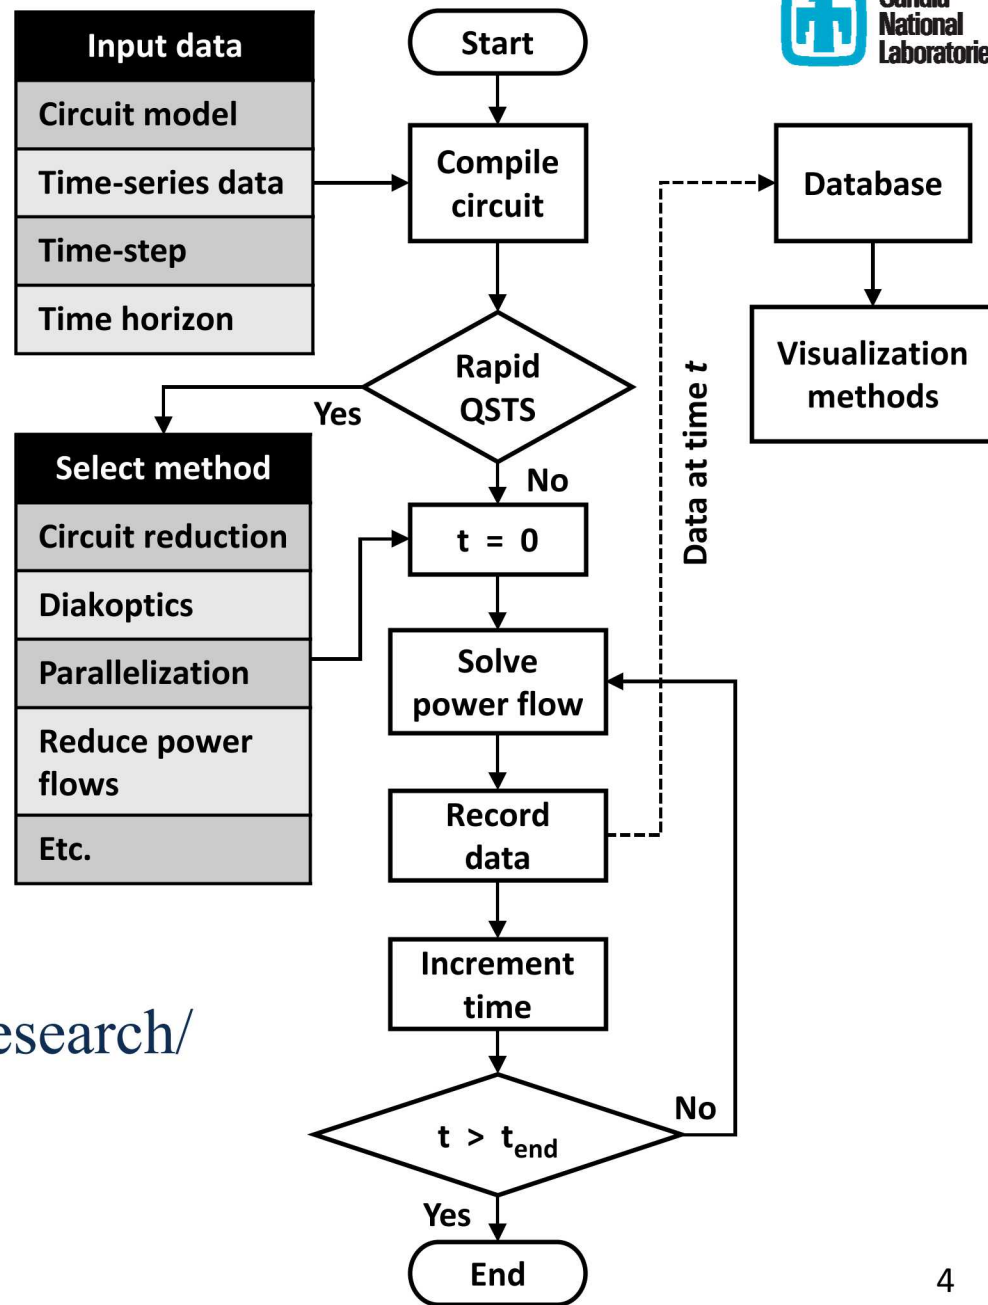 Input data
Circuit model
Time-series data
Time-step
Time horizon
Start
Compile
circuit
National
Database
Visualization
methods
Rapid
QSTS
Yes
No
Select method
Circuit reduction
Diakoptics
Parallelization
Reduce power
flows
Etc.
t = 0
Solve
power flow
Data at time t
Record
data
Increment
time
esearch/
t > tend
No
Yes
End
4